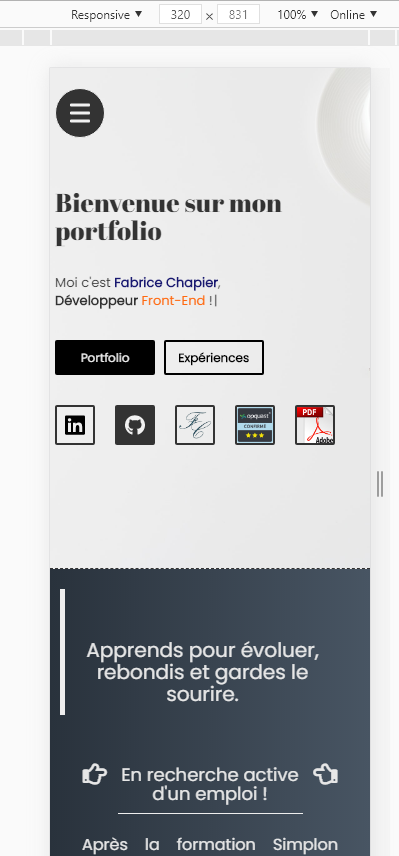 Responsive ▼ 320 × 831 100% ▼ Online ▼
Bienvenue sur mon
portfolio
Moi c'est Fabrice Chapier,
Développeur Front-End !|
Portfolio Expériences
in FC opquast CONFIRMÉ PDF Adobe
Apprends pour évoluer,
rebondis et gardes le
sourire.
En recherche active
d'un emploi !
Après la formation Simplon